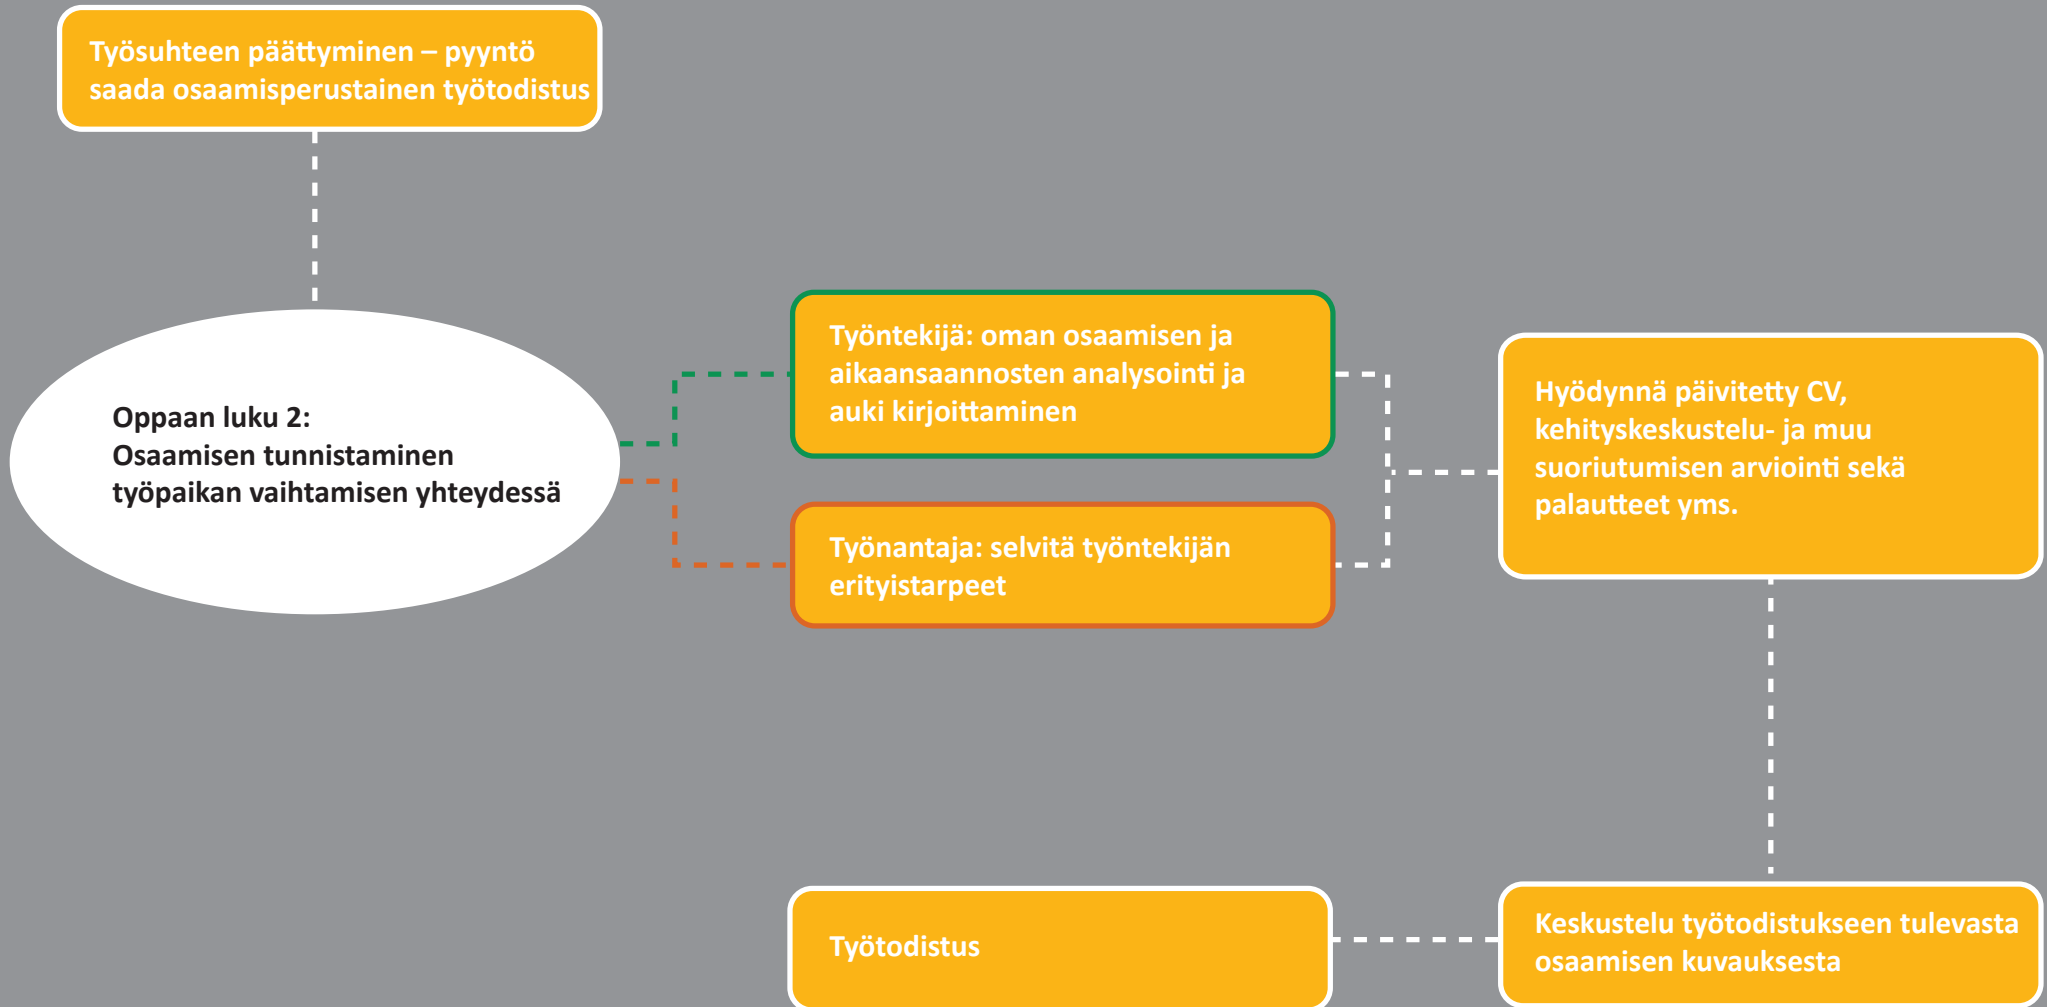 Työsuhteen päättyminen – pyyntö
saada osaamisperustainen työtodistus
Oppaan luku 2:
Osaamisen tunnistaminen
työpaikan vaihtamisen yhteydessä
Työntekijä: oman osaamisen ja
aikaansaannosten analysointi ja
auki kirjoittaminen
Työnantaja: selvitä työntekijän
erityistarpeet
Hyödynnä päivitetty CV,
kehityskeskustelu- ja muu
suoriutumisen arviointi sekä
palautteet yms.
Keskustelu työtodistukseen tulevasta
osaamisen kuvauksesta
Työtodistus